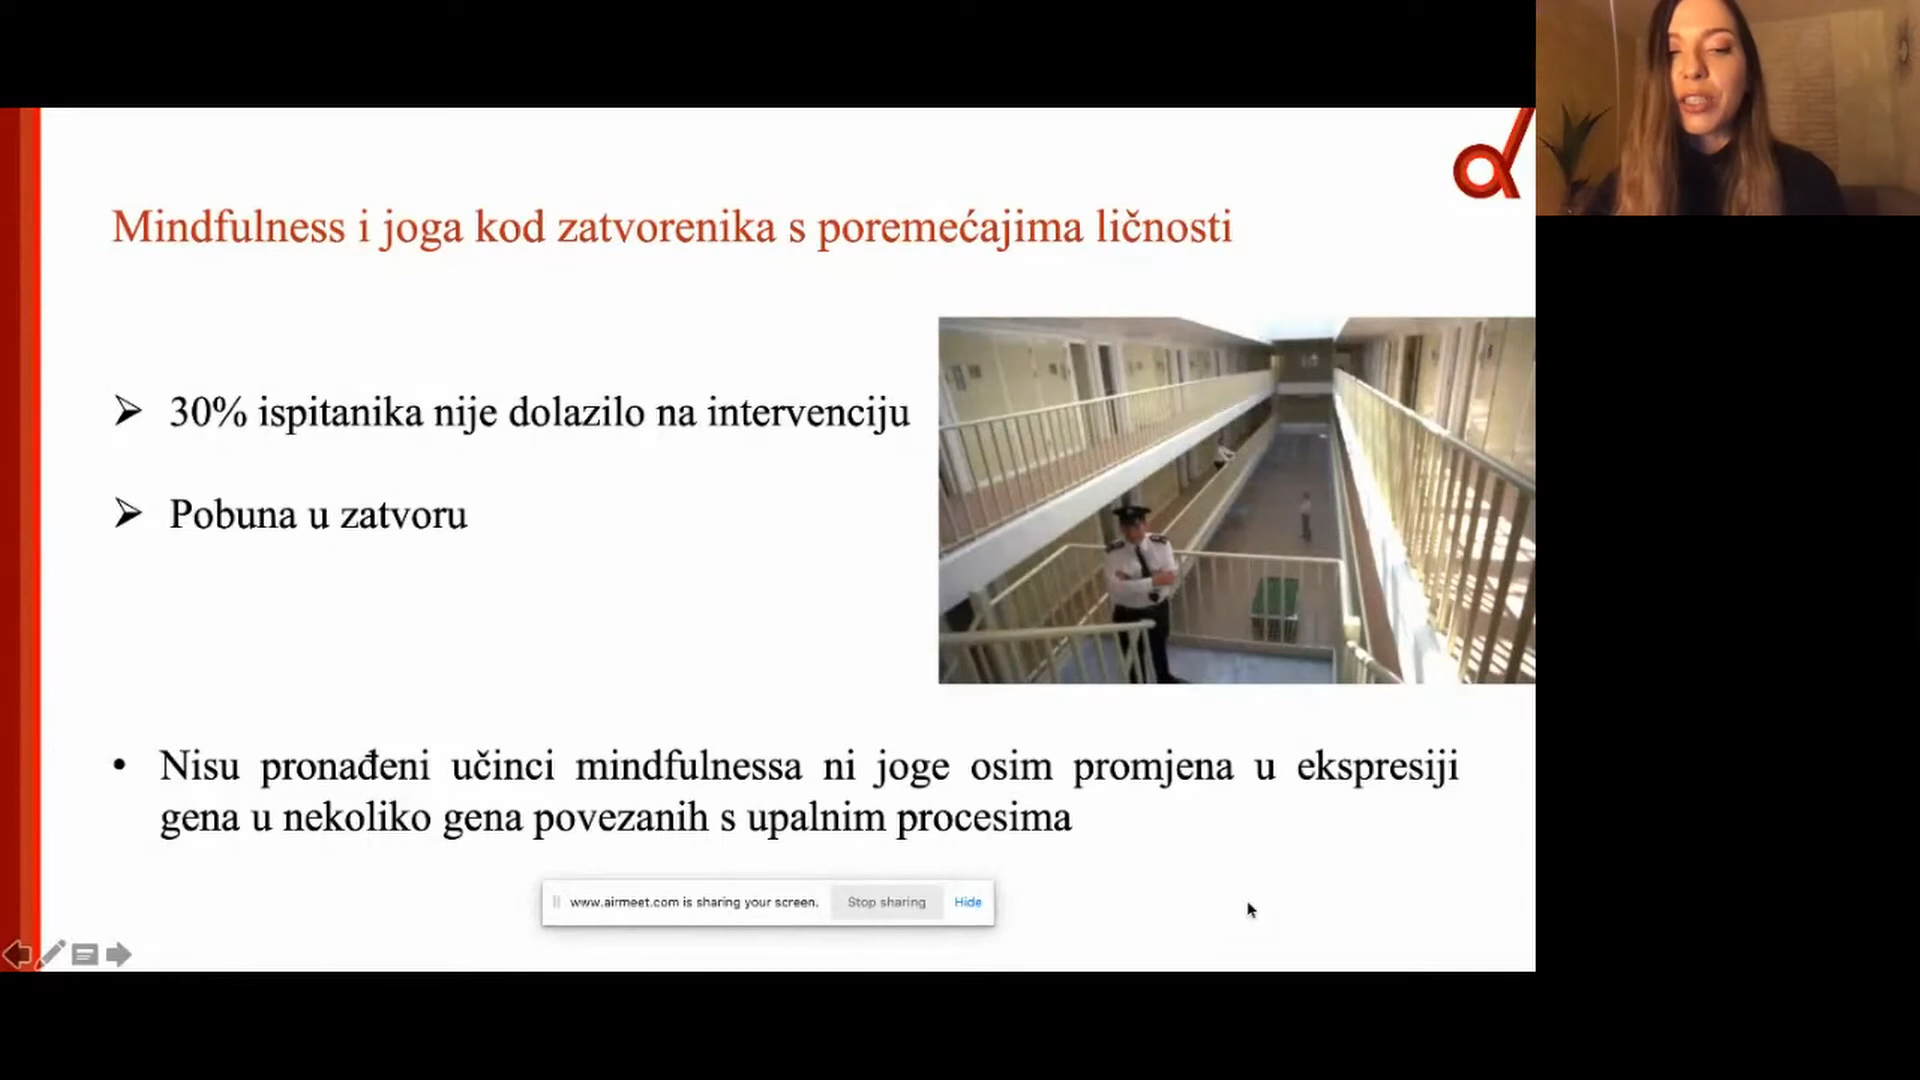 Mindfulness i joga kod zatvorenika s poremećajima ličnosti
30% ispitanika nije dolazilo na intervenciju
Pobuna u zatvoru
Nisu pronađeni učinci mindfulnessa ni joge osim promjena u ekspresiji
gena u nekoliko gena povezanih s upalnim procesima
www.airmeet.com is sharing your screen. Stop sharing Hide